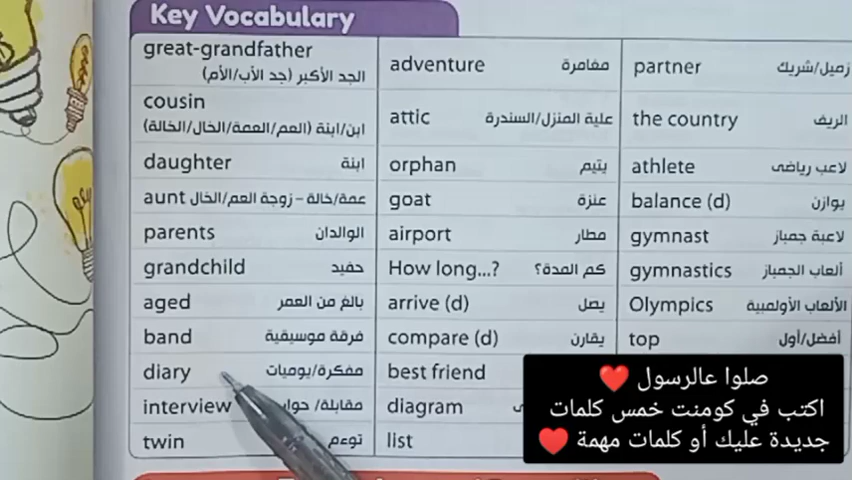 Key Vocabulary
great-grandfather
الجد الأكبر (جد الأب/الأم)
cousin
ابن/ابنة (العم/العمة/الخال/الخالة)
daughter ابنة
aunt عمة/خالة – زوجة العم/الخال
parents الوالدان
grandchild حفيد
aged بالغ من العمر
band فرقة موسيقية
diary مفكرة/يوميات
interview مقابلة/
twin توءم
adventure مغامرة
attic علية المنزل/السندرة
orphan يتيم
goat عنزة
airport مطار
How long...? كم المدة؟
arrive (d) يصل
compare (d) يقارن
best friend
diagram
list
partner زميل/شريك
the country الريف
athlete لاعب رياضى
balance (d) يوازن
gymnast لاعبة جمباز
gymnastics ألعاب الجمباز
Olympics الألعاب الأولمبية
top أفضل/أول
صلوا عالرسول ♥️
اكتب في كومنت خمس كلمات
جديدة عليك أو كلمات مهمة ♥️